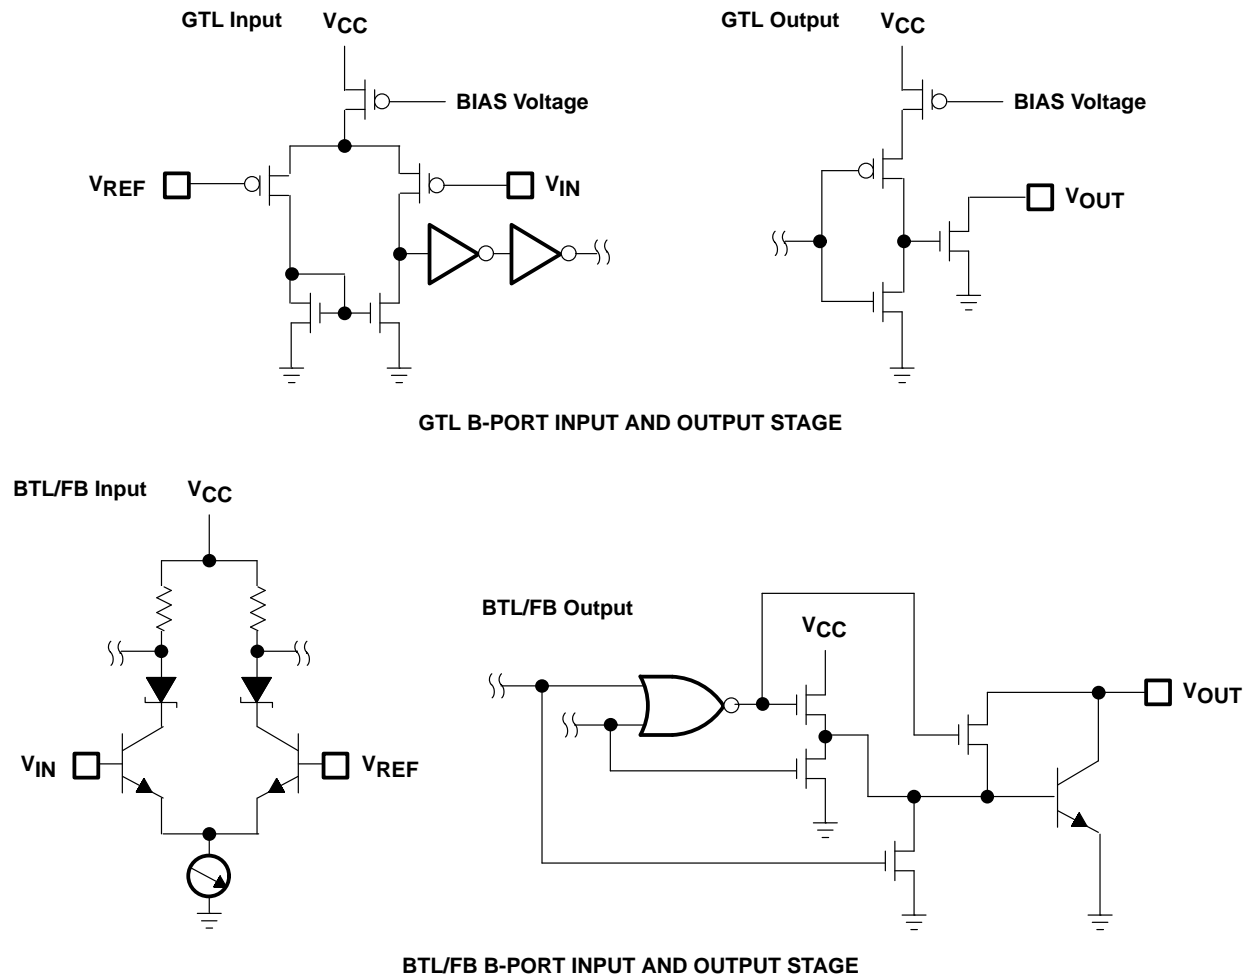 GTL Input
VCC
GTL Output
VCC
BIAS Voltage
BIAS Voltage
VREF
VIN
VOUT
GTL B-PORT INPUT AND OUTPUT STAGE
BTL/FB Input
VCC
BTL/FB Output
VCC
VOUT
VIN
VREF
BTL/FB B-PORT INPUT AND OUTPUT STAGE